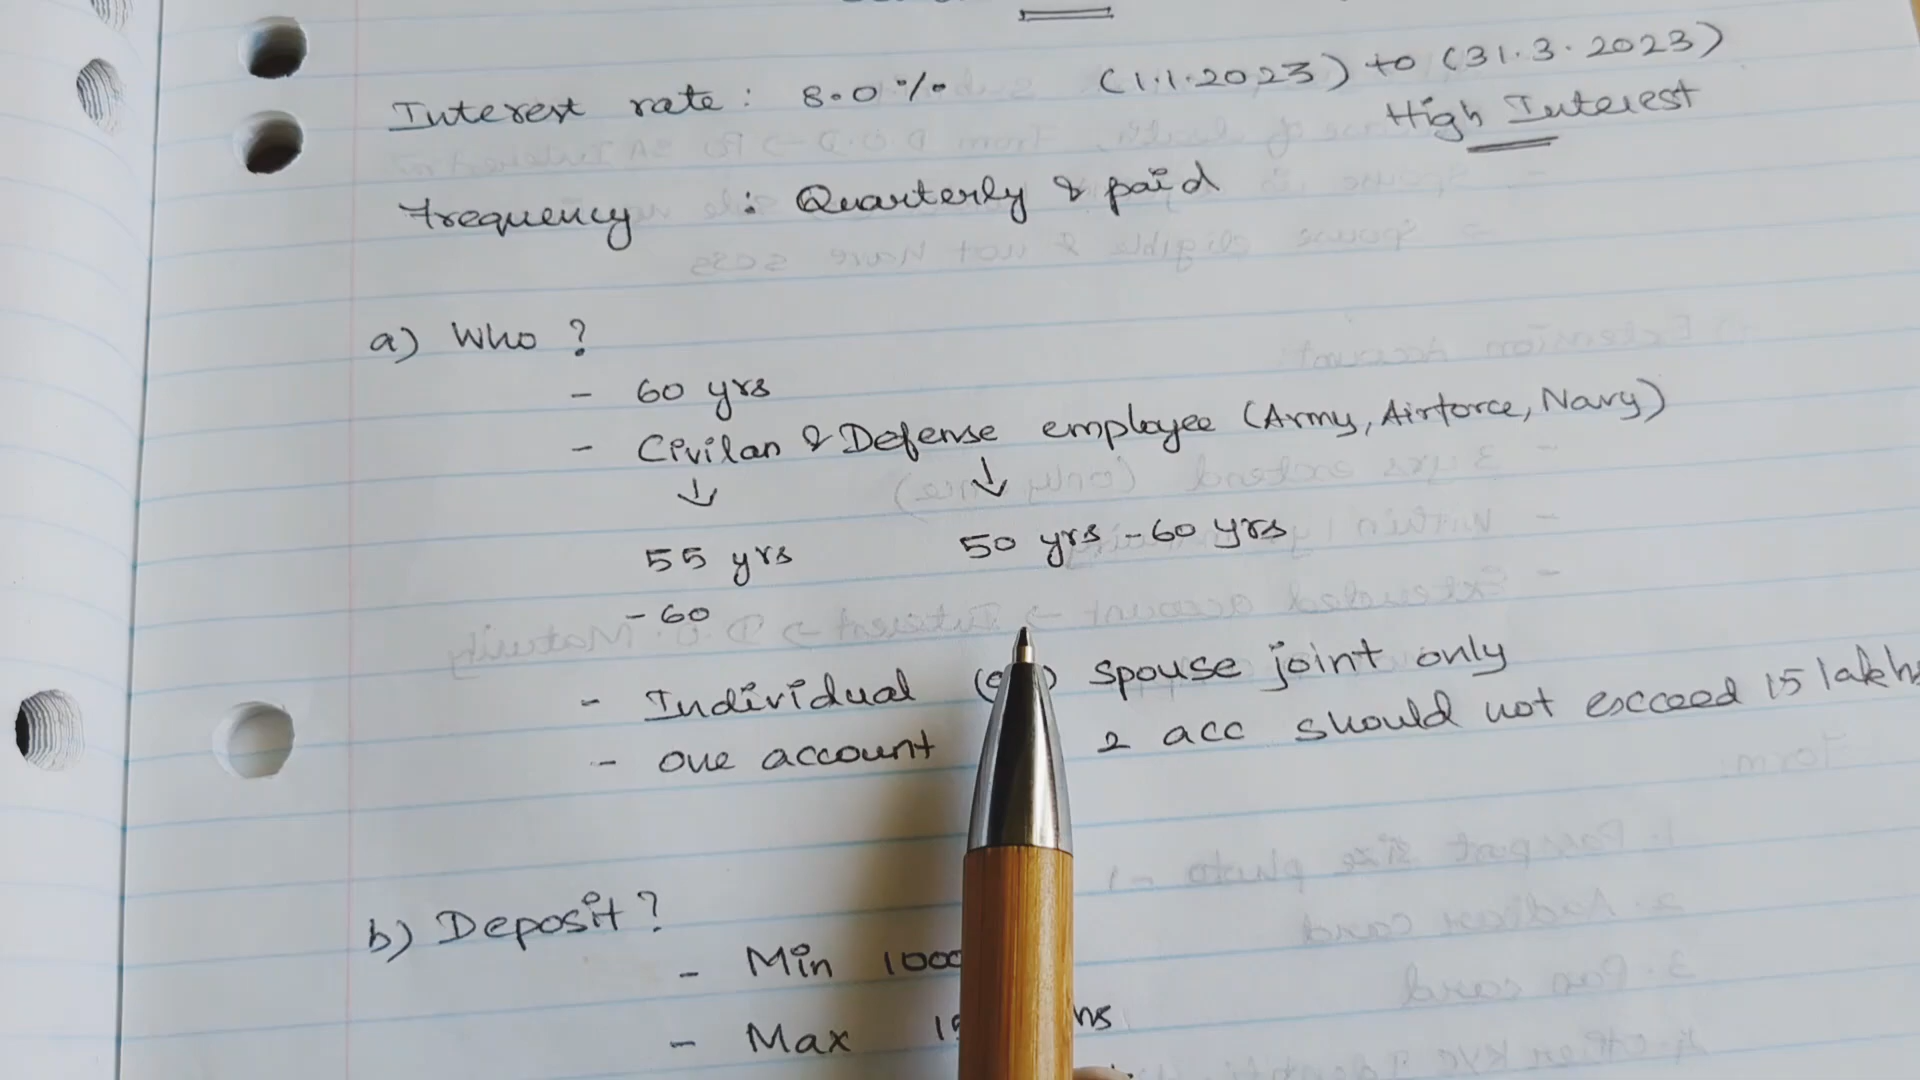 Interest rate : 8.0% (1.1.2023) to (31.3.2023)
High Interest
Frequency : Quarterly & paid
a) Who ?
- 60 yrs
- Civilan & Defense employee (Army, Airforce, Navy)
↓ ↓
55 yrs 50 yrs - 60 yrs
- 60
- Individual spouse joint only
- one account 2 acc should not exceed 15 lakhs
b) Deposit ?
- Min 1000
- Max